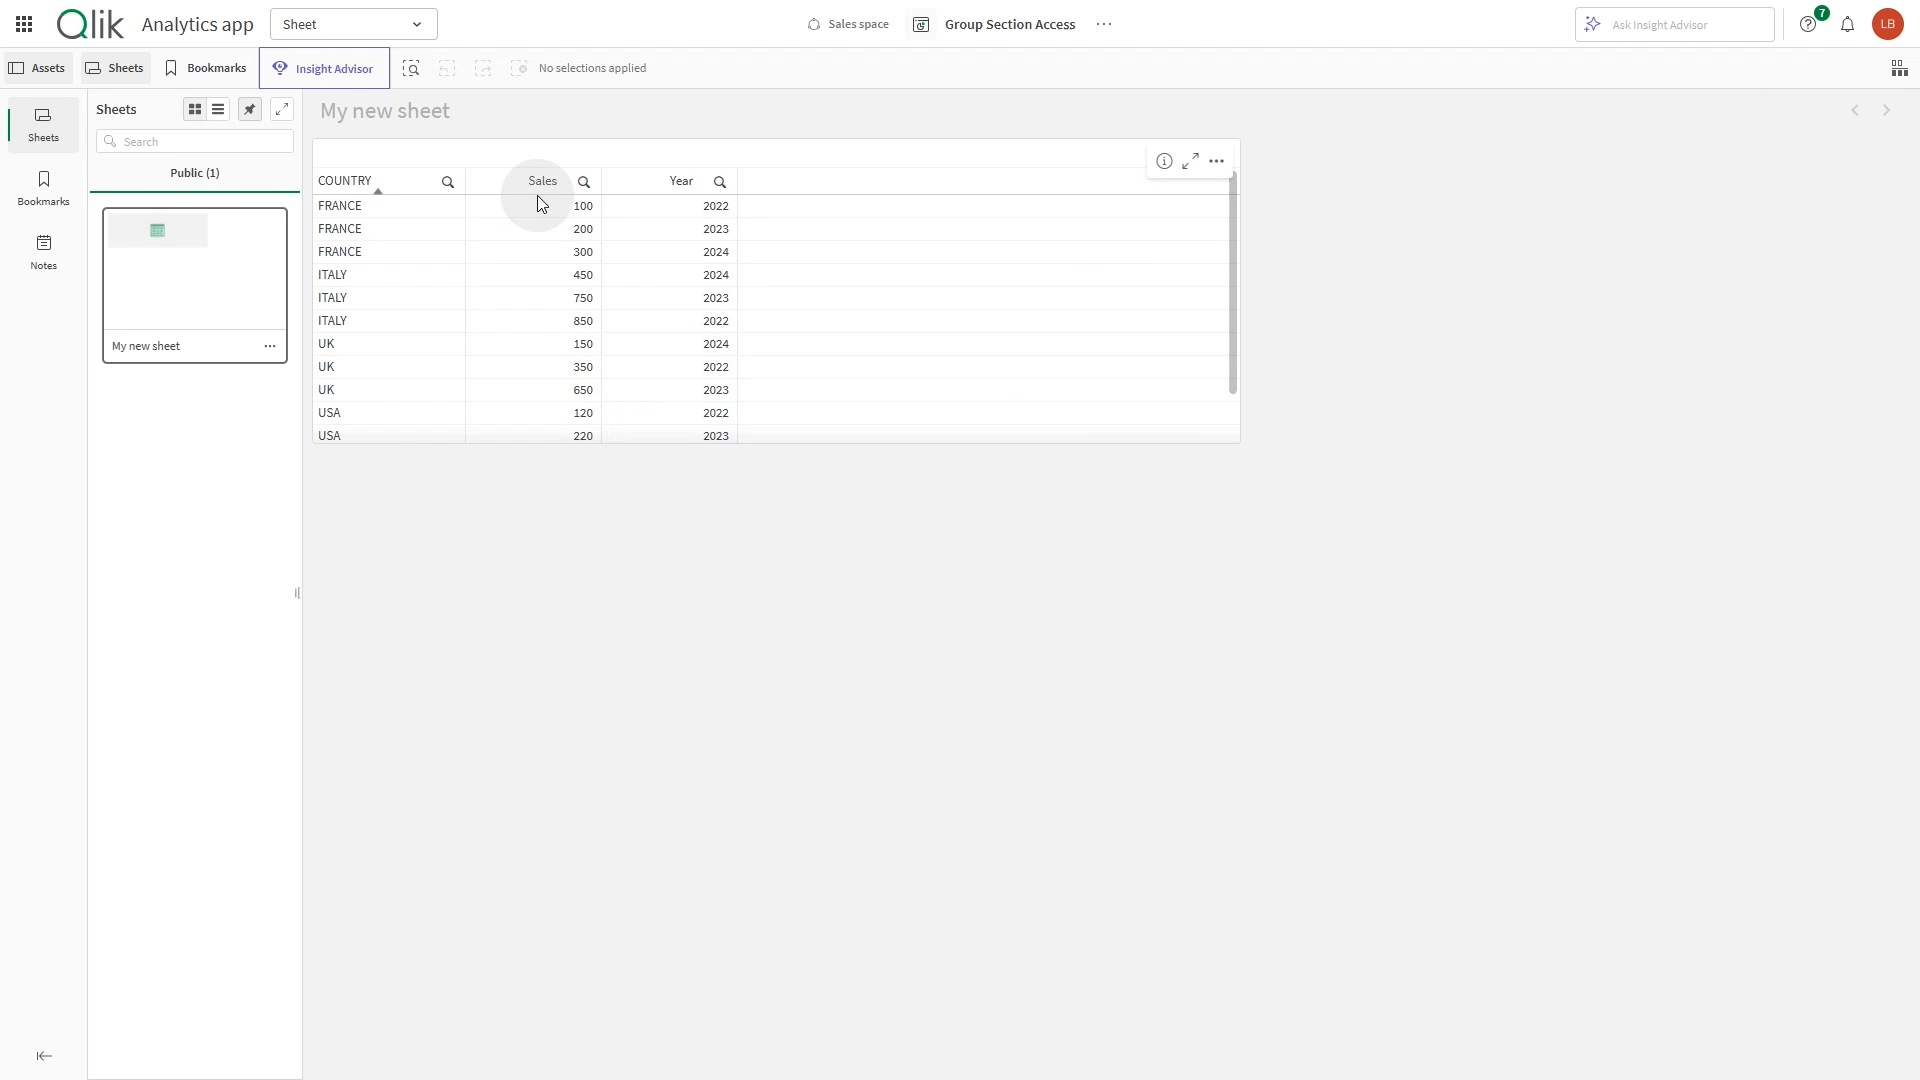 Qlik Analytics app Sheet Sales space Group Section Access ··· Ask Insight Advisor 7 LB
Assets Sheets Bookmarks Insight Advisor No selections applied
Sheets
Bookmarks
Notes
Sheets
Search
Public (1)
My new sheet
My new sheet
COUNTRY Sales Year
FRANCE 100 2022
FRANCE 200 2023
FRANCE 300 2024
ITALY 450 2024
ITALY 750 2023
ITALY 850 2022
UK 150 2024
UK 350 2022
UK 650 2023
USA 120 2022
USA 220 2023